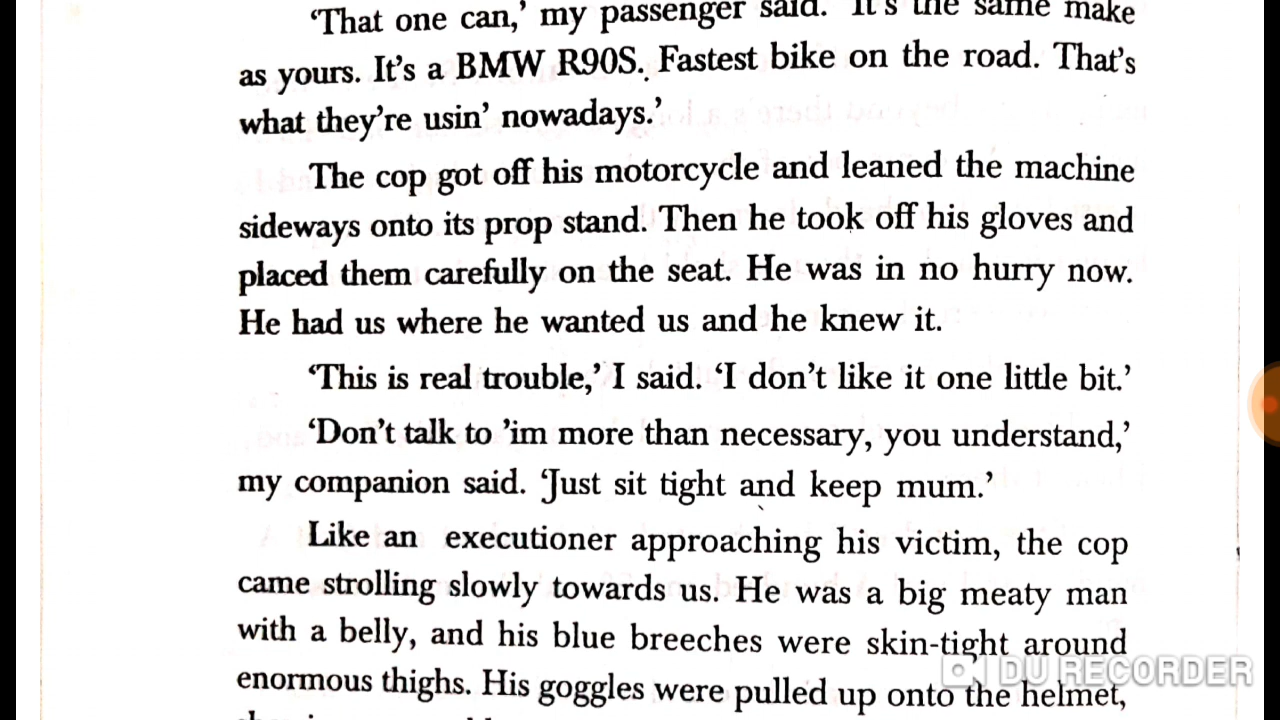 ‘That one can,’ my passenger said. ‘It’s the same make
as yours. It’s a BMW R90S. Fastest bike on the road. That’s
what they’re usin’ nowadays.’
The cop got off his motorcycle and leaned the machine
sideways onto its prop stand. Then he took off his gloves and
placed them carefully on the seat. He was in no hurry now.
He had us where he wanted us and he knew it.
‘This is real trouble,’ I said. ‘I don’t like it one little bit.’
‘Don’t talk to ’im more than necessary, you understand,’
my companion said. ‘Just sit tight and keep mum.’
Like an executioner approaching his victim, the cop
came strolling slowly towards us. He was a big meaty man
with a belly, and his blue breeches were skin-tight around
enormous thighs. His goggles were pulled up onto the helmet,
DU RECORDER